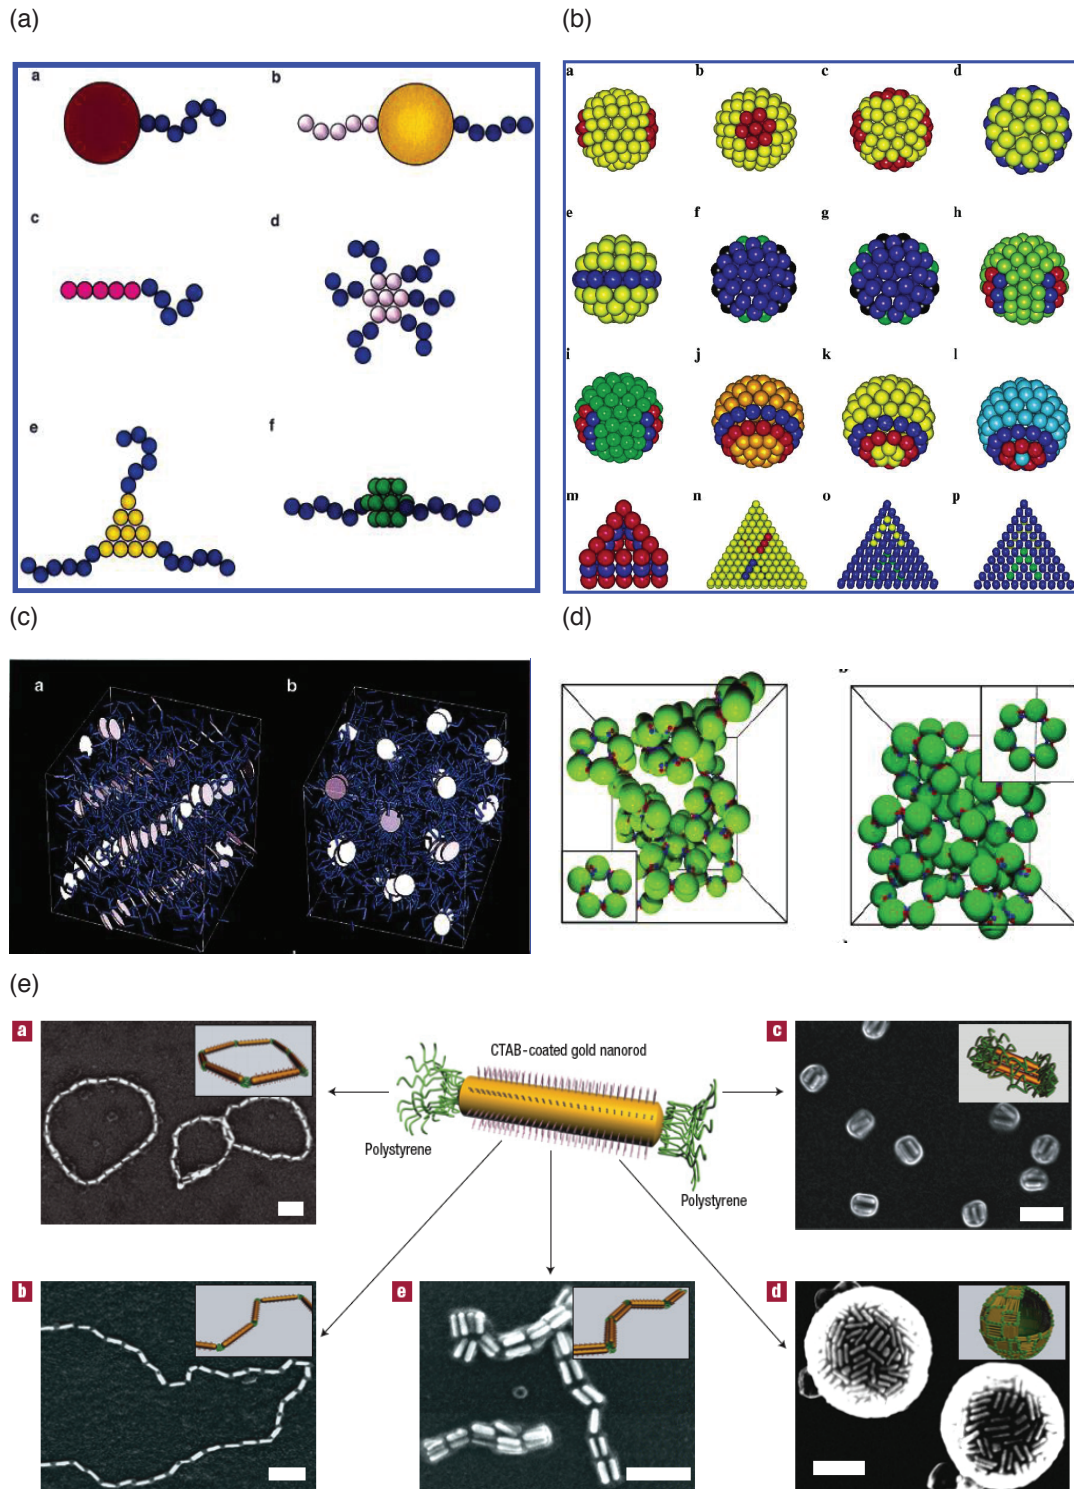 (a)
(b)
a
b
c
d
e
f
a
b
c
d
e
f
g
h
i
j
k
l
m
n
o
p
(c)
(d)
a
b
(e)
a
CTAB-coated gold nanorod
Polystyrene
Polystyrene
c
b
e
d